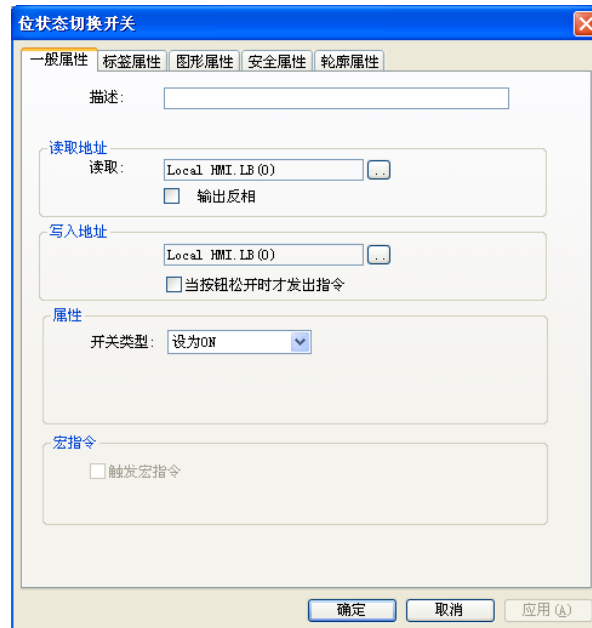 位状态切换开关
一般属性 标签属性 图形属性 安全属性 轮廓属性
描述:
读取地址
读取: Local HMI.LB(0) ..
输出反相
写入地址
Local HMI.LB(0) ..
当按钮松开时才发出指令
属性
开关类型: 设为ON
宏指令
触发宏指令
确定 取消 应用(A)